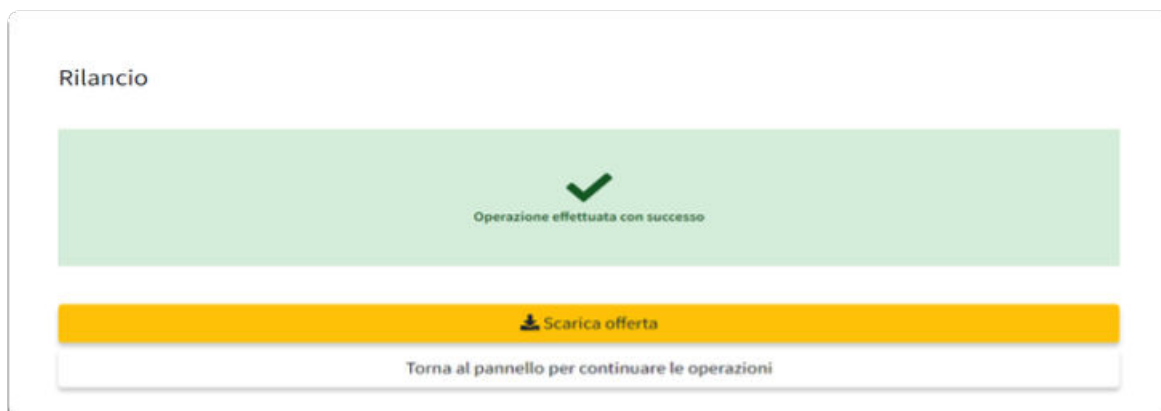 Rilancio
Operazione effettuata con successo
Scarica offerta
Torna al pannello per continuare le operazioni